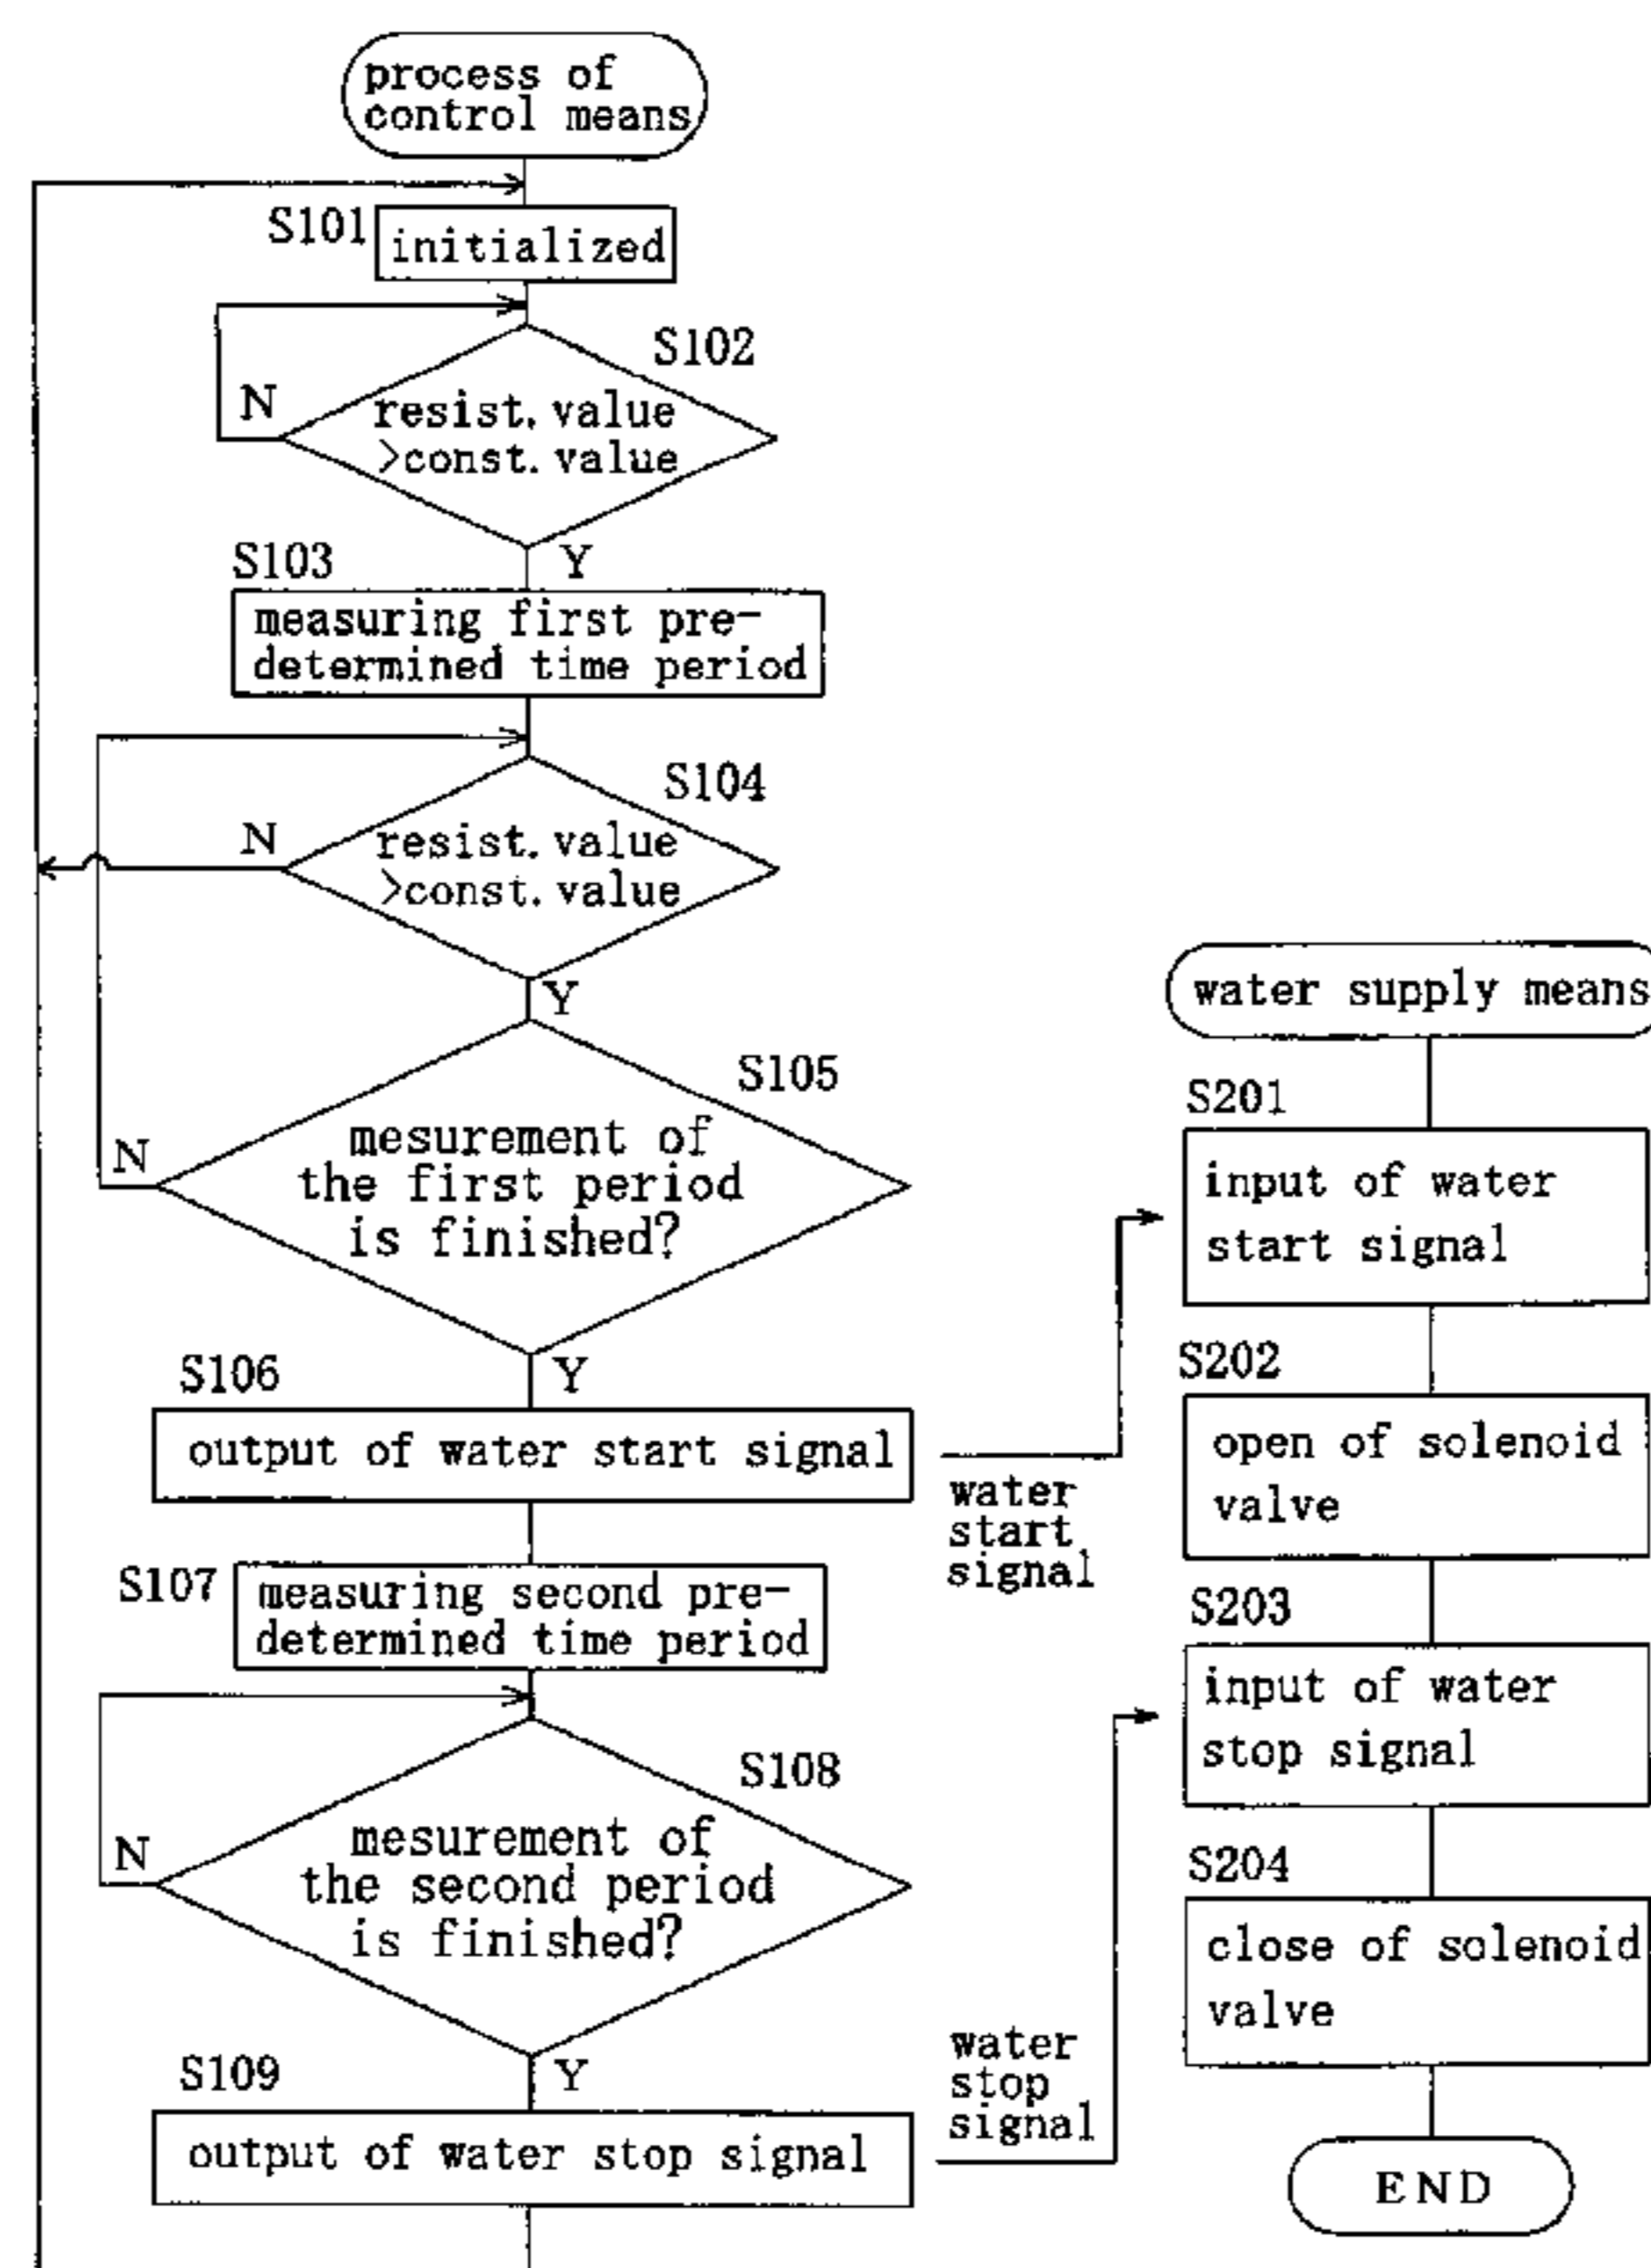 process of
control means
S101
initialized
S102
N
resist. value
>const. value
S103
Y
measuring first pre-
determined time period
S104
N
resist. value
>const. value
Y
S105
N
mesurement of
the first period
is finished?
S106
Y
output of water start signal
water
start
signal
S107
measuring second pre-
determined time period
S108
N
mesurement of
the second period
is finished?
S109
Y
output of water stop signal
water
stop
signal
water supply means
S201
input of water
start signal
S202
open of solenoid
valve
S203
input of water
stop signal
S204
close of solenoid
valve
END